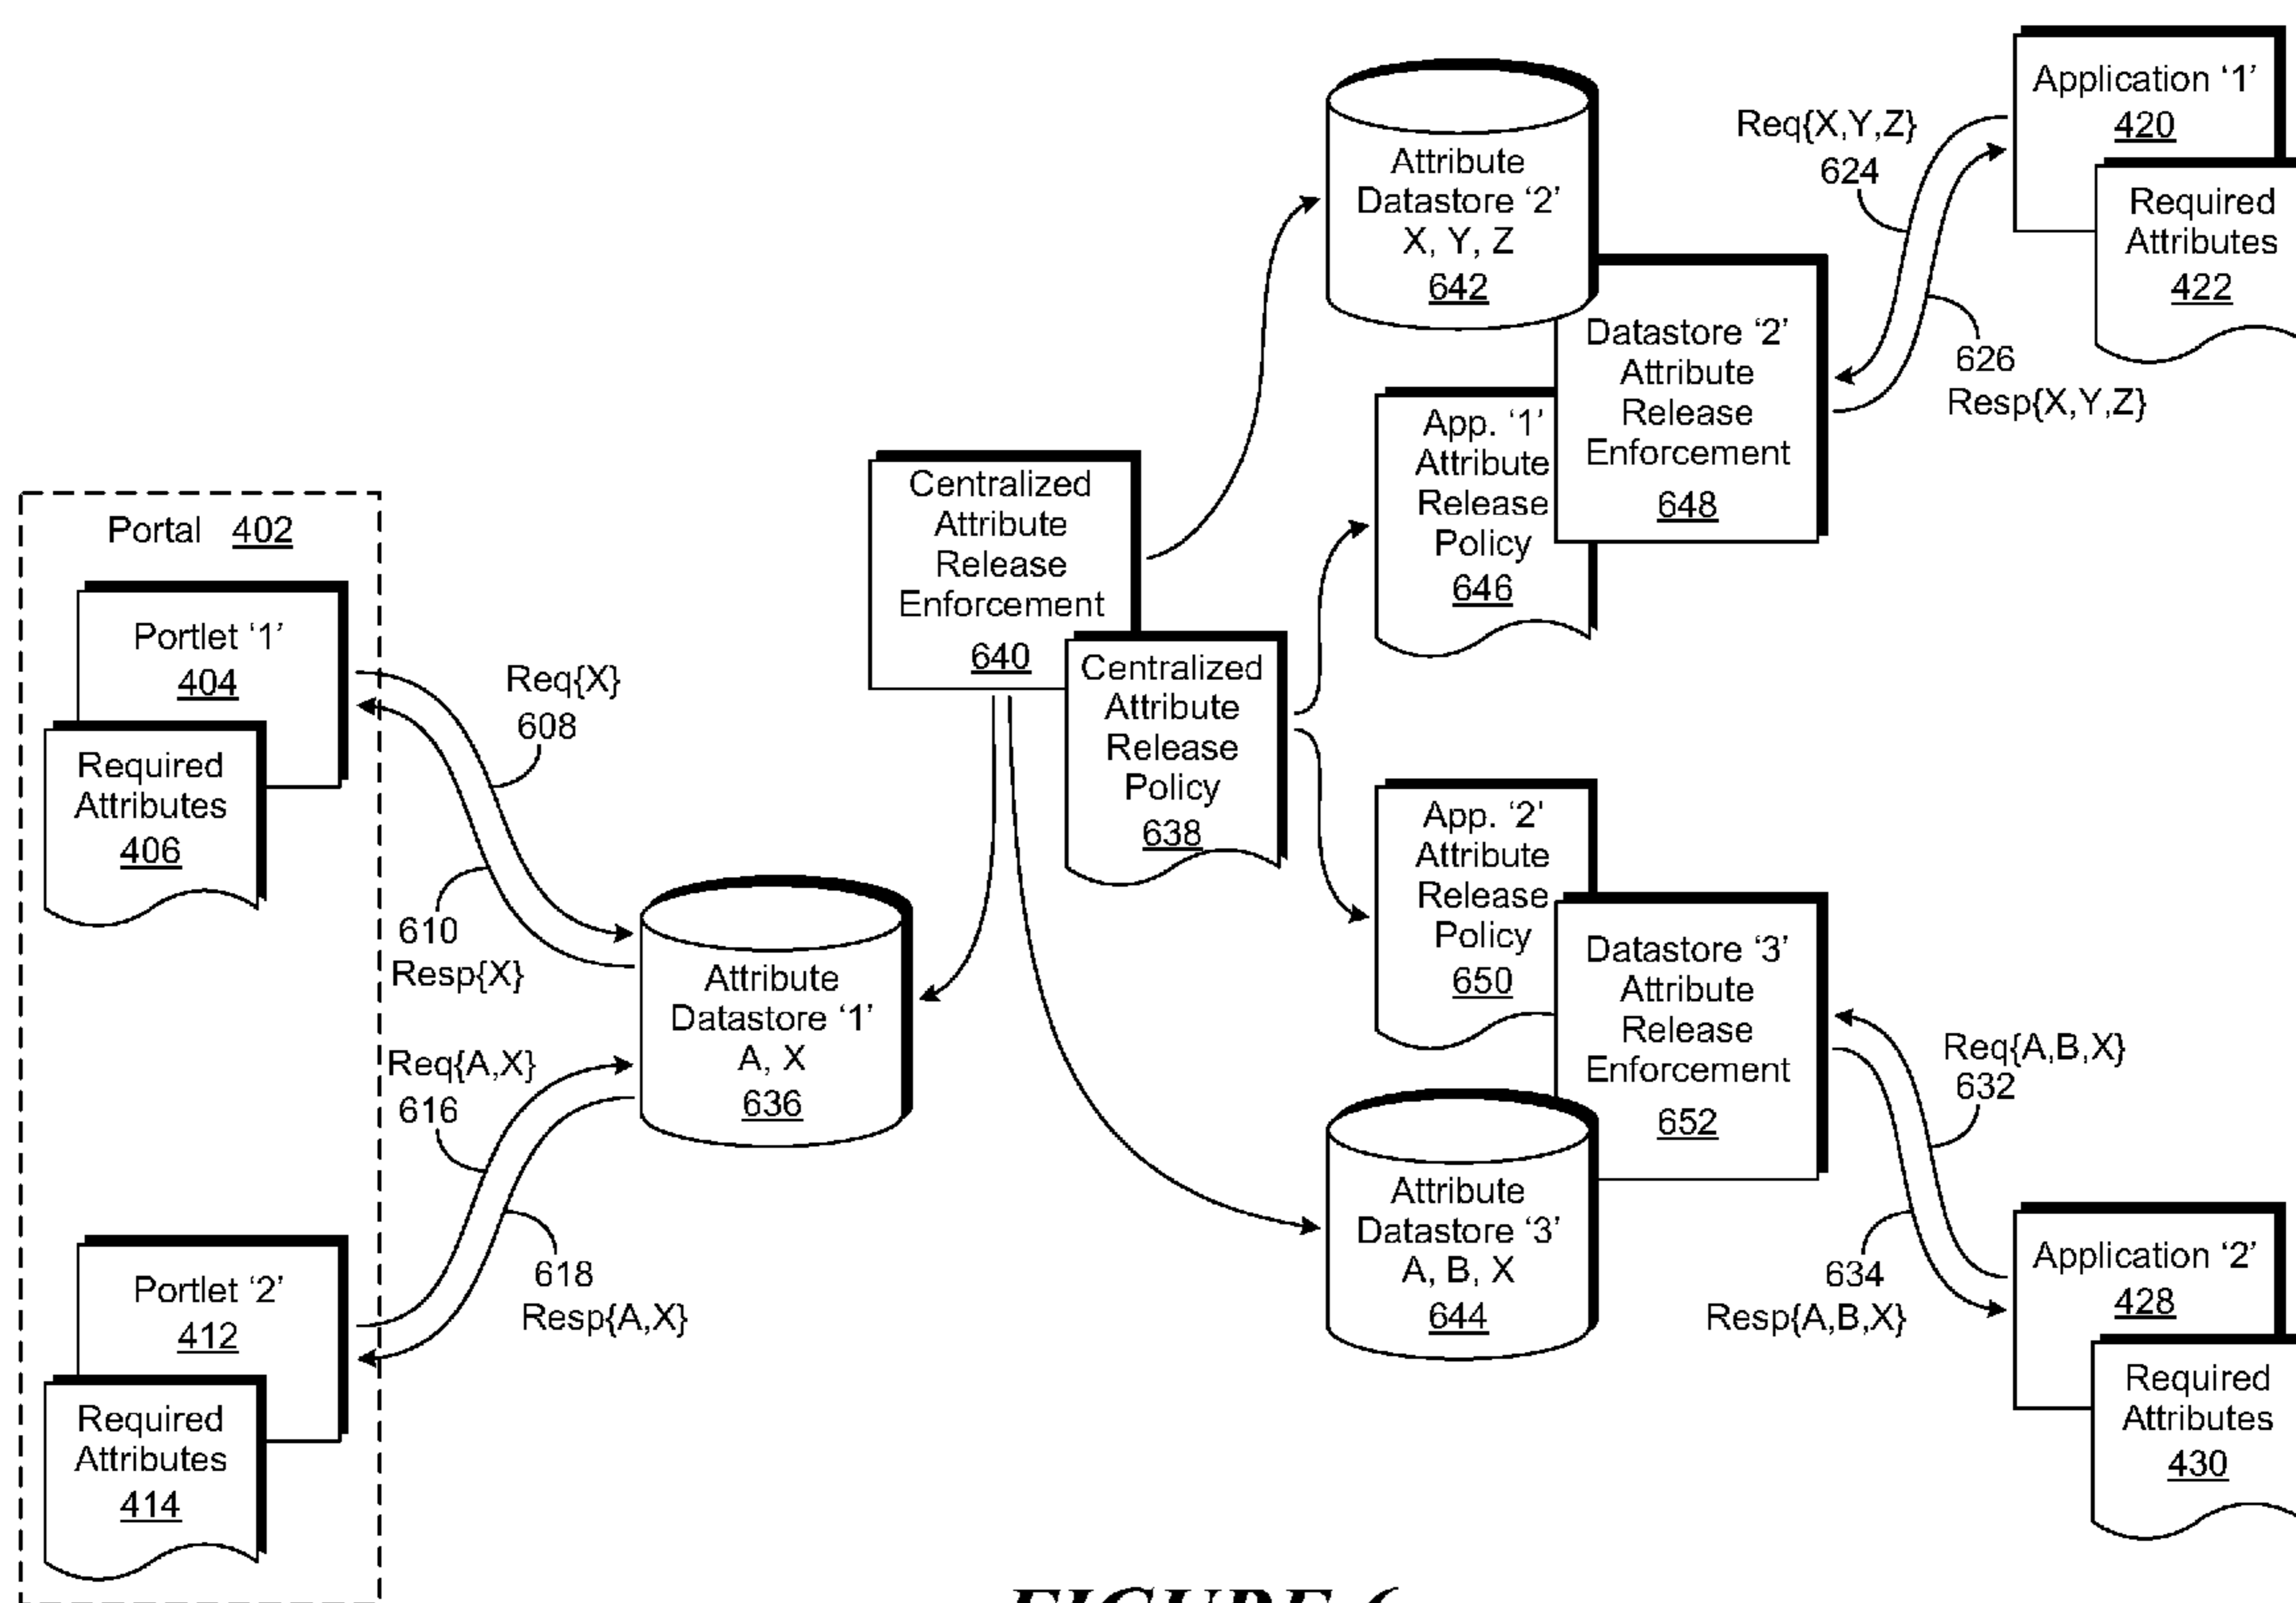 Portal 402
Portlet ‘1’
404
Required
Attributes
406
Portlet ‘2’
412
Required
Attributes
414
Req{X}
608
610
Resp{X}
Req{A,X}
616
618
Resp{A,X}
Attribute
Datastore ‘1’
A, X
636
Centralized
Attribute
Release
Enforcement
640
Centralized
Attribute
Release
Policy
638
Attribute
Datastore ‘2’
X, Y, Z
642
Datastore ‘2’
Attribute
Release
Enforcement
648
App. ‘1’
Attribute
Release
Policy
646
App. ‘2’
Attribute
Release
Policy
650
Datastore ‘3’
Attribute
Release
Enforcement
652
Attribute
Datastore ‘3’
A, B, X
644
Req{X,Y,Z}
624
626
Resp{X,Y,Z}
Application ‘1’
420
Required
Attributes
422
Req{A,B,X}
632
634
Resp{A,B,X}
Application ‘2’
428
Required
Attributes
430
FIGURE 6